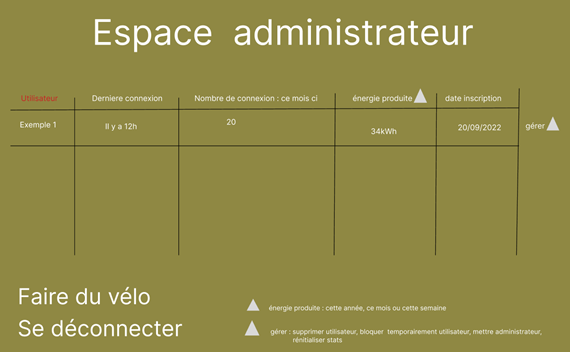 Espace administrateur
Utilisateur Derniere connexion Nombre de connexion : ce mois ci énergie produite date inscription
Exemple 1 Il y a 12h 20 34kWh 20/09/2022 gérer
Faire du vélo
Se déconnecter
énergie produite : cette année, ce mois ou cette semaine
gérer : supprimer utilisateur, bloquer temporairement utilisateur, mettre administrateur,
rénitialiser stats